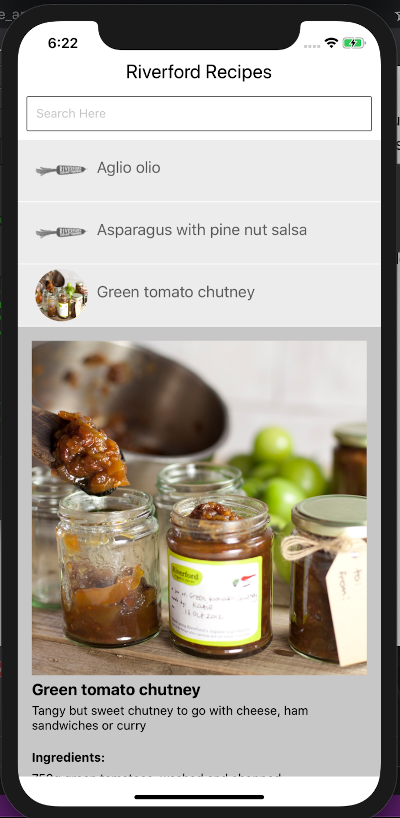 6:22
Riverford Recipes
Search Here
Aglio olio
Asparagus with pine nut salsa
Green tomato chutney
Riverford
Green tomato chutney
Tangy but sweet chutney to go with cheese, ham
sandwiches or curry
Ingredients: